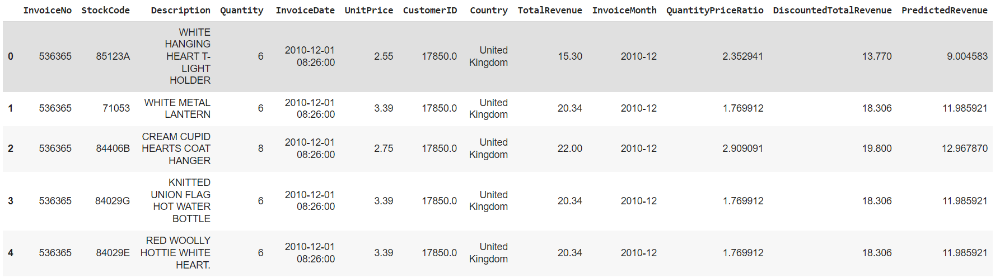 InvoiceNo StockCode Description Quantity InvoiceDate UnitPrice CustomerID Country TotalRevenue InvoiceMonth QuantityPriceRatio DiscountedTotalRevenue PredictedRevenue
0 536365 85123A WHITE HANGING HEART T-LIGHT HOLDER 6 2010-12-01 08:26:00 2.55 17850.0 United Kingdom 15.30 2010-12 2.352941 13.770 9.004583
1 536365 71053 WHITE METAL LANTERN 6 2010-12-01 08:26:00 3.39 17850.0 United Kingdom 20.34 2010-12 1.769912 18.306 11.985921
2 536365 84406B CREAM CUPID HEARTS COAT HANGER 8 2010-12-01 08:26:00 2.75 17850.0 United Kingdom 22.00 2010-12 2.909091 19.800 12.967870
3 536365 84029G KNITTED UNION FLAG HOT WATER BOTTLE 6 2010-12-01 08:26:00 3.39 17850.0 United Kingdom 20.34 2010-12 1.769912 18.306 11.985921
4 536365 84029E RED WOOLLY HOTTIE WHITE HEART. 6 2010-12-01 08:26:00 3.39 17850.0 United Kingdom 20.34 2010-12 1.769912 18.306 11.985921